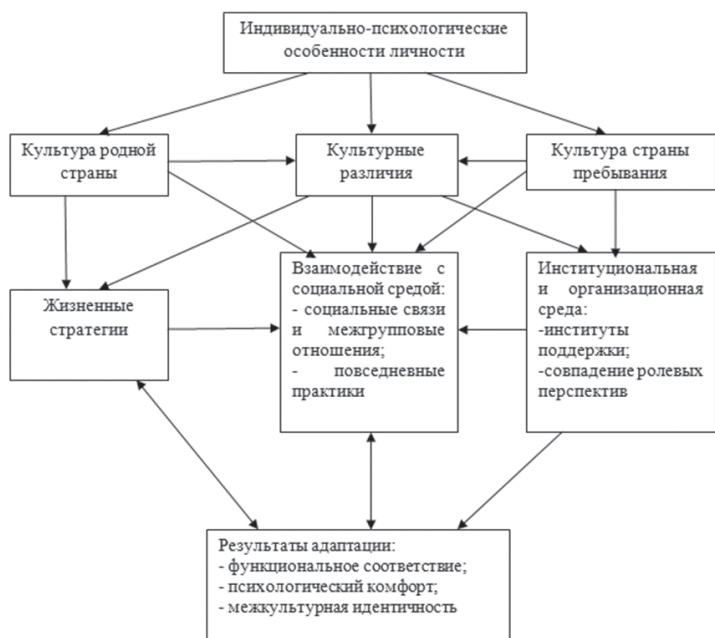 Индивидуально-психологические
особенности личности
Культура родной
страны
Культурные
различия
Культура страны
пребывания
Жизненные
стратегии
Взаимодействие с
социальной средой:
- социальные связи
и межгрупповые
отношения;
- повседневные
практики
Институциональная
и организационная
среда:
-институты
поддержки;
-совпадение ролевых
перспектив
Результаты адаптации:
- функциональное соответствие;
- психологический комфорт;
- межкультурная идентичность